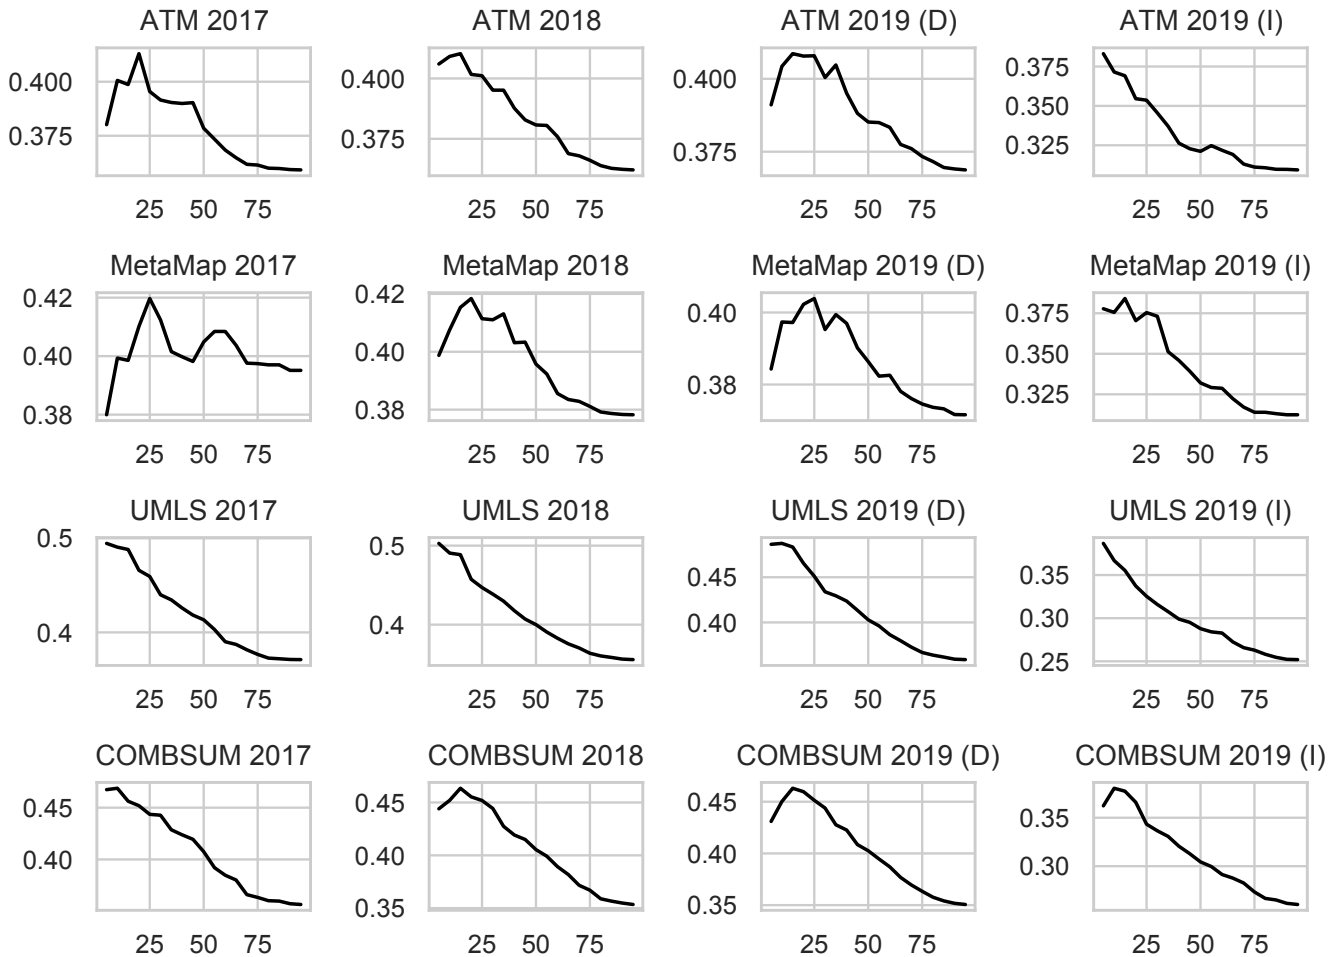 ATM 2017 ATM 2018 ATM 2019 (D) ATM 2019 (I)
0.400 0.400 0.400 0.375
0.375 0.375 0.375 0.350
0.325
25 50 75 25 50 75 25 50 75 25 50 75
MetaMap 2017 MetaMap 2018 MetaMap 2019 (D) MetaMap 2019 (I)
0.42 0.42 0.40 0.375
0.40 0.40 0.38 0.350
0.38 0.38 0.325
25 50 75 25 50 75 25 50 75 25 50 75
UMLS 2017 UMLS 2018 UMLS 2019 (D) UMLS 2019 (I)
0.5 0.5 0.45 0.35
0.4 0.4 0.40 0.30
0.25
25 50 75 25 50 75 25 50 75 25 50 75
COMBSUM 2017 COMBSUM 2018 COMBSUM 2019 (D) COMBSUM 2019 (I)
0.45 0.45 0.45 0.35
0.40 0.40 0.40 0.30
0.35 0.35
25 50 75 25 50 75 25 50 75 25 50 75